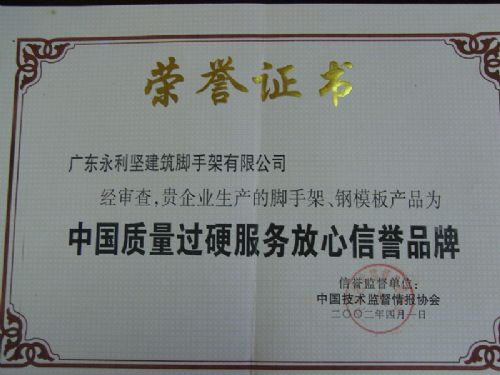 荣誉证书
广东永利坚建筑脚手架有限公司
经审查,贵企业生产的脚手架、钢模板产品为
中国质量过硬服务放心信誉品牌
信誉监督单位:
中国技术监督情报协会
二〇〇二年四月一日